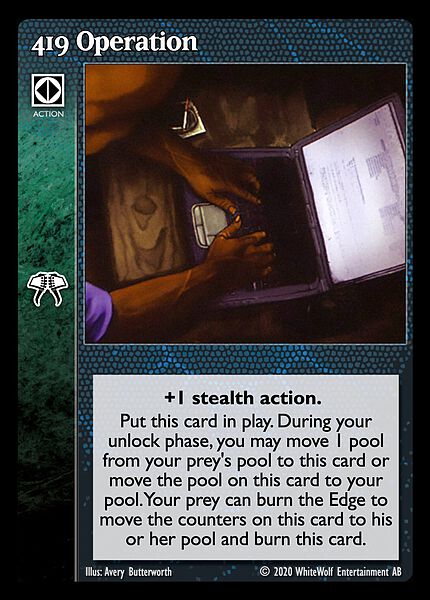 419 Operation
ACTION
+1 stealth action.
Put this card in play. During your
unlock phase, you may move 1 pool
from your prey's pool to this card or
move the pool on this card to your
pool. Your prey can burn the Edge to
move the counters on this card to his
or her pool and burn this card.
Illus: Avery Butterworth
© 2020 WhiteWolf Entertainment AB